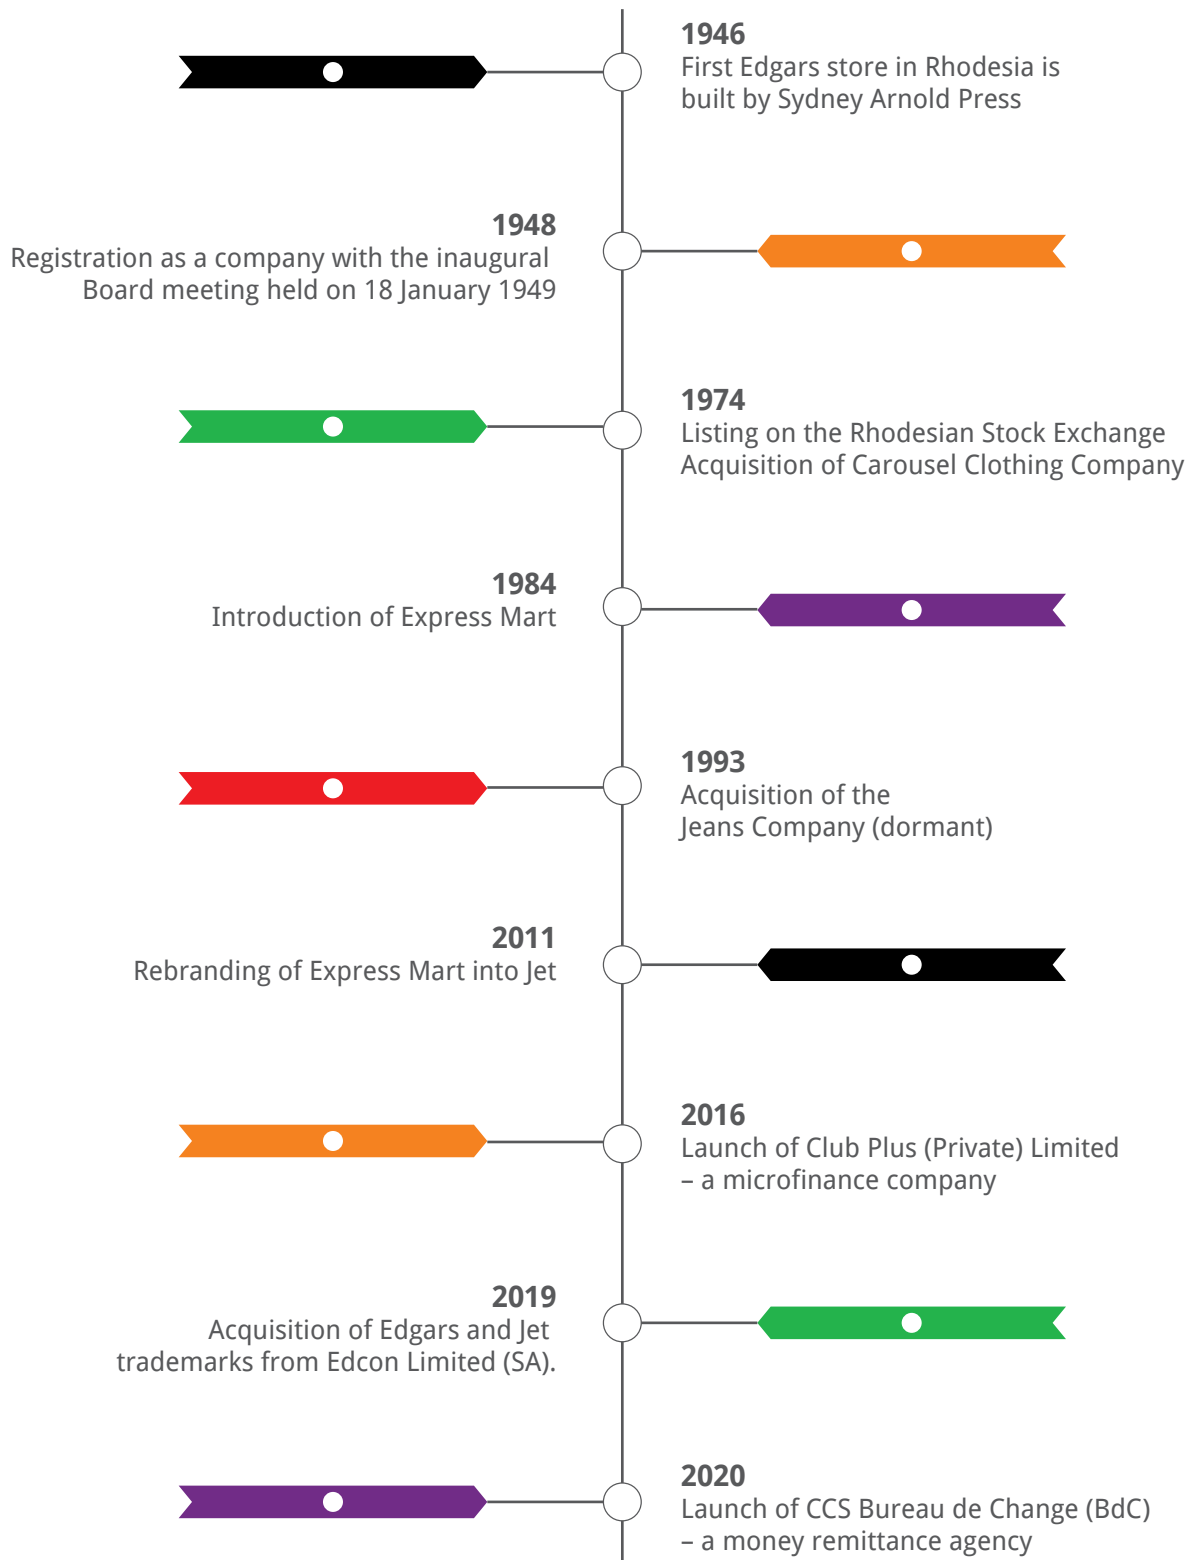 1946
First Edgars store in Rhodesia is
built by Sydney Arnold Press
1948
Registration as a company with the inaugural
Board meeting held on 18 January 1949
1974
Listing on the Rhodesian Stock Exchange
Acquisition of Carousel Clothing Company
1984
Introduction of Express Mart
1993
Acquisition of the
Jeans Company (dormant)
2011
Rebranding of Express Mart into Jet
2016
Launch of Club Plus (Private) Limited
– a microfinance company
2019
Acquisition of Edgars and Jet
trademarks from Edcon Limited (SA).
2020
Launch of CCS Bureau de Change (BdC)
– a money remittance agency